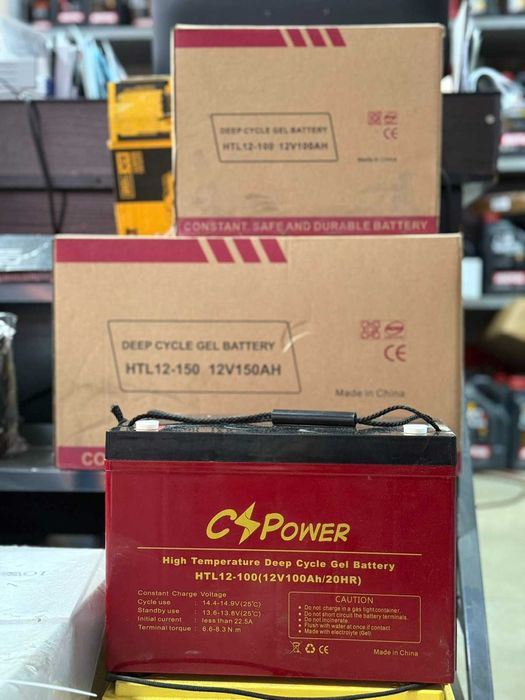 DEEP CYCLE GEL BATTERY
HTL12-100 12V100AH
CE
Made in China
CONSTANT, SAFE AND DURABLE BATTERY
DEEP CYCLE GEL BATTERY
HTL12-150 12V150AH
CE
Made in China
CO
CSPOWER
High Temperature Deep Cycle Gel Battery
HTL12-100(12V100Ah/20HR)
Constant Charge Voltage
Cycle use : 14.4-14.9V(25°C)
Standby use : 13.6-13.8V(25°C)
Initial current : less than 22.5A
Terminal torque : 6.6-8.3N.m
CAUTION
Do not charge in a gas tight container.
Do not short circuit the battery terminals.
Do not incinerate.
Flush with water at once if contact
Made with electrolyte (Gel)
CE
Made in China